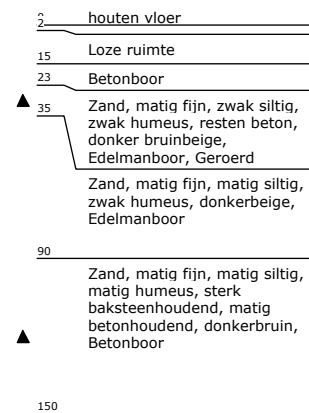 houten vloer
2
Loze ruimte
15
23
Betonboor
35
Zand, matig fijn, zwak siltig,
zwak humeus, resten beton,
donker bruinbeige,
Edelmanboor, Geroerd
Zand, matig fijn, matig siltig,
zwak humeus, donkerbeige,
Edelmanboor
90
Zand, matig fijn, matig siltig,
matig humeus, sterk
baksteenhoudend, matig
betonhoudend, donkerbruin,
Betonboor
150